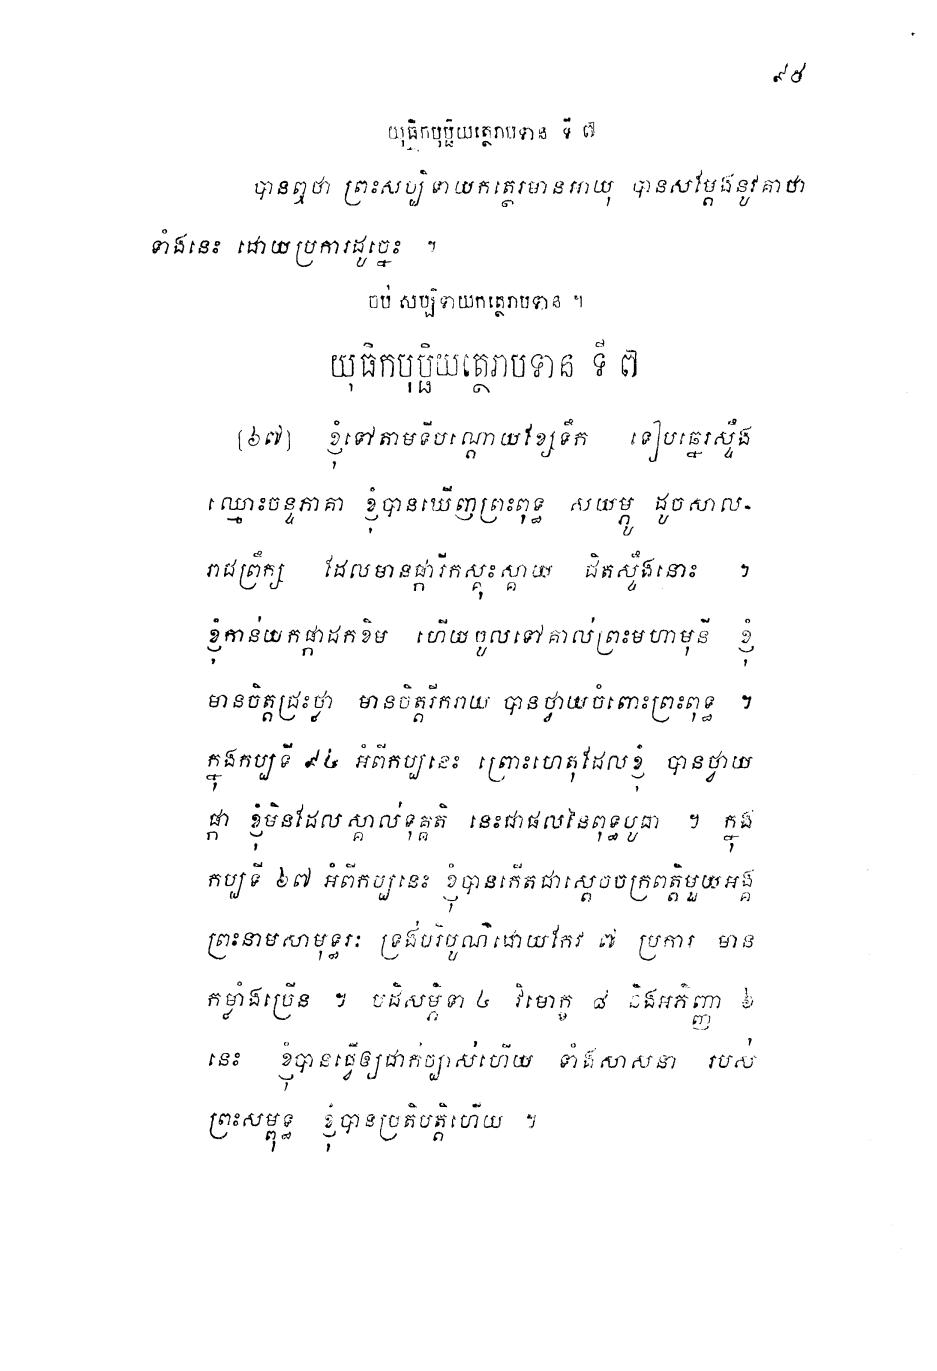 ៩៥
យុធិកបុប្ផិយត្ថេរាបទាន ទី ៧
បានឮថា ព្រះសប្បិទាយកត្ថេរមានអាយុ បានសម្តែងនូវគាថា
ទាំងនេះ ដោយប្រការដូច្នេះ ។
ចប់ សប្បិទាយកត្ថេរាបទាន ។
យុធិកបុប្ផិយត្ថេរាបទាន ទី ៧
[៦៧] ខ្ញុំទៅតាមទីបណ្តោយខ្សែទឹក ទៀបឆ្នេរស្ទឹង
ឈ្មោះចន្ទភាគា ខ្ញុំបានឃើញព្រះពុទ្ធ សយម្ភូ ដូចសាល-
រាជព្រឹក្ស ដែលមានផ្ការីកស្គុះស្គាយ ជិតស្ទឹងនោះ ។
ខ្ញុំកាន់យកផ្កាដកខិម ហើយចូលទៅគាល់ព្រះមហាមុនី ខ្ញុំ
មានចិត្តជ្រះថ្លា មានចិត្តរីករាយ បានថ្វាយចំពោះព្រះពុទ្ធ ។
ក្នុងកប្បទី ៩៤ អំពីកប្បនេះ ព្រោះហេតុដែលខ្ញុំ បានថ្វាយ
ផ្កា ខ្ញុំមិនដែលស្គាល់ទុគ្គតិ នេះជាផលនៃពុទ្ធបូជា ។ ក្នុង
កប្បទី ៦៧ អំពីកប្បនេះ ខ្ញុំបានកើតជាស្តេចចក្រពត្តិមួយអង្គ
ព្រះនាមសាមុទ្ធរៈ ទ្រង់បរិបូណ៌ដោយកែវ ៧ ប្រការ មាន
កម្លាំងច្រើន ។ បដិសម្ភិទា ៤ វិមោក្ខ ៨ និងអភិញ្ញា ៦
នេះ ខ្ញុំបានធ្វើឲ្យជាក់ច្បាស់ហើយ ទាំងសាសនា របស់
ព្រះសម្ពុទ្ធ ខ្ញុំបានប្រតិបត្តិហើយ ។